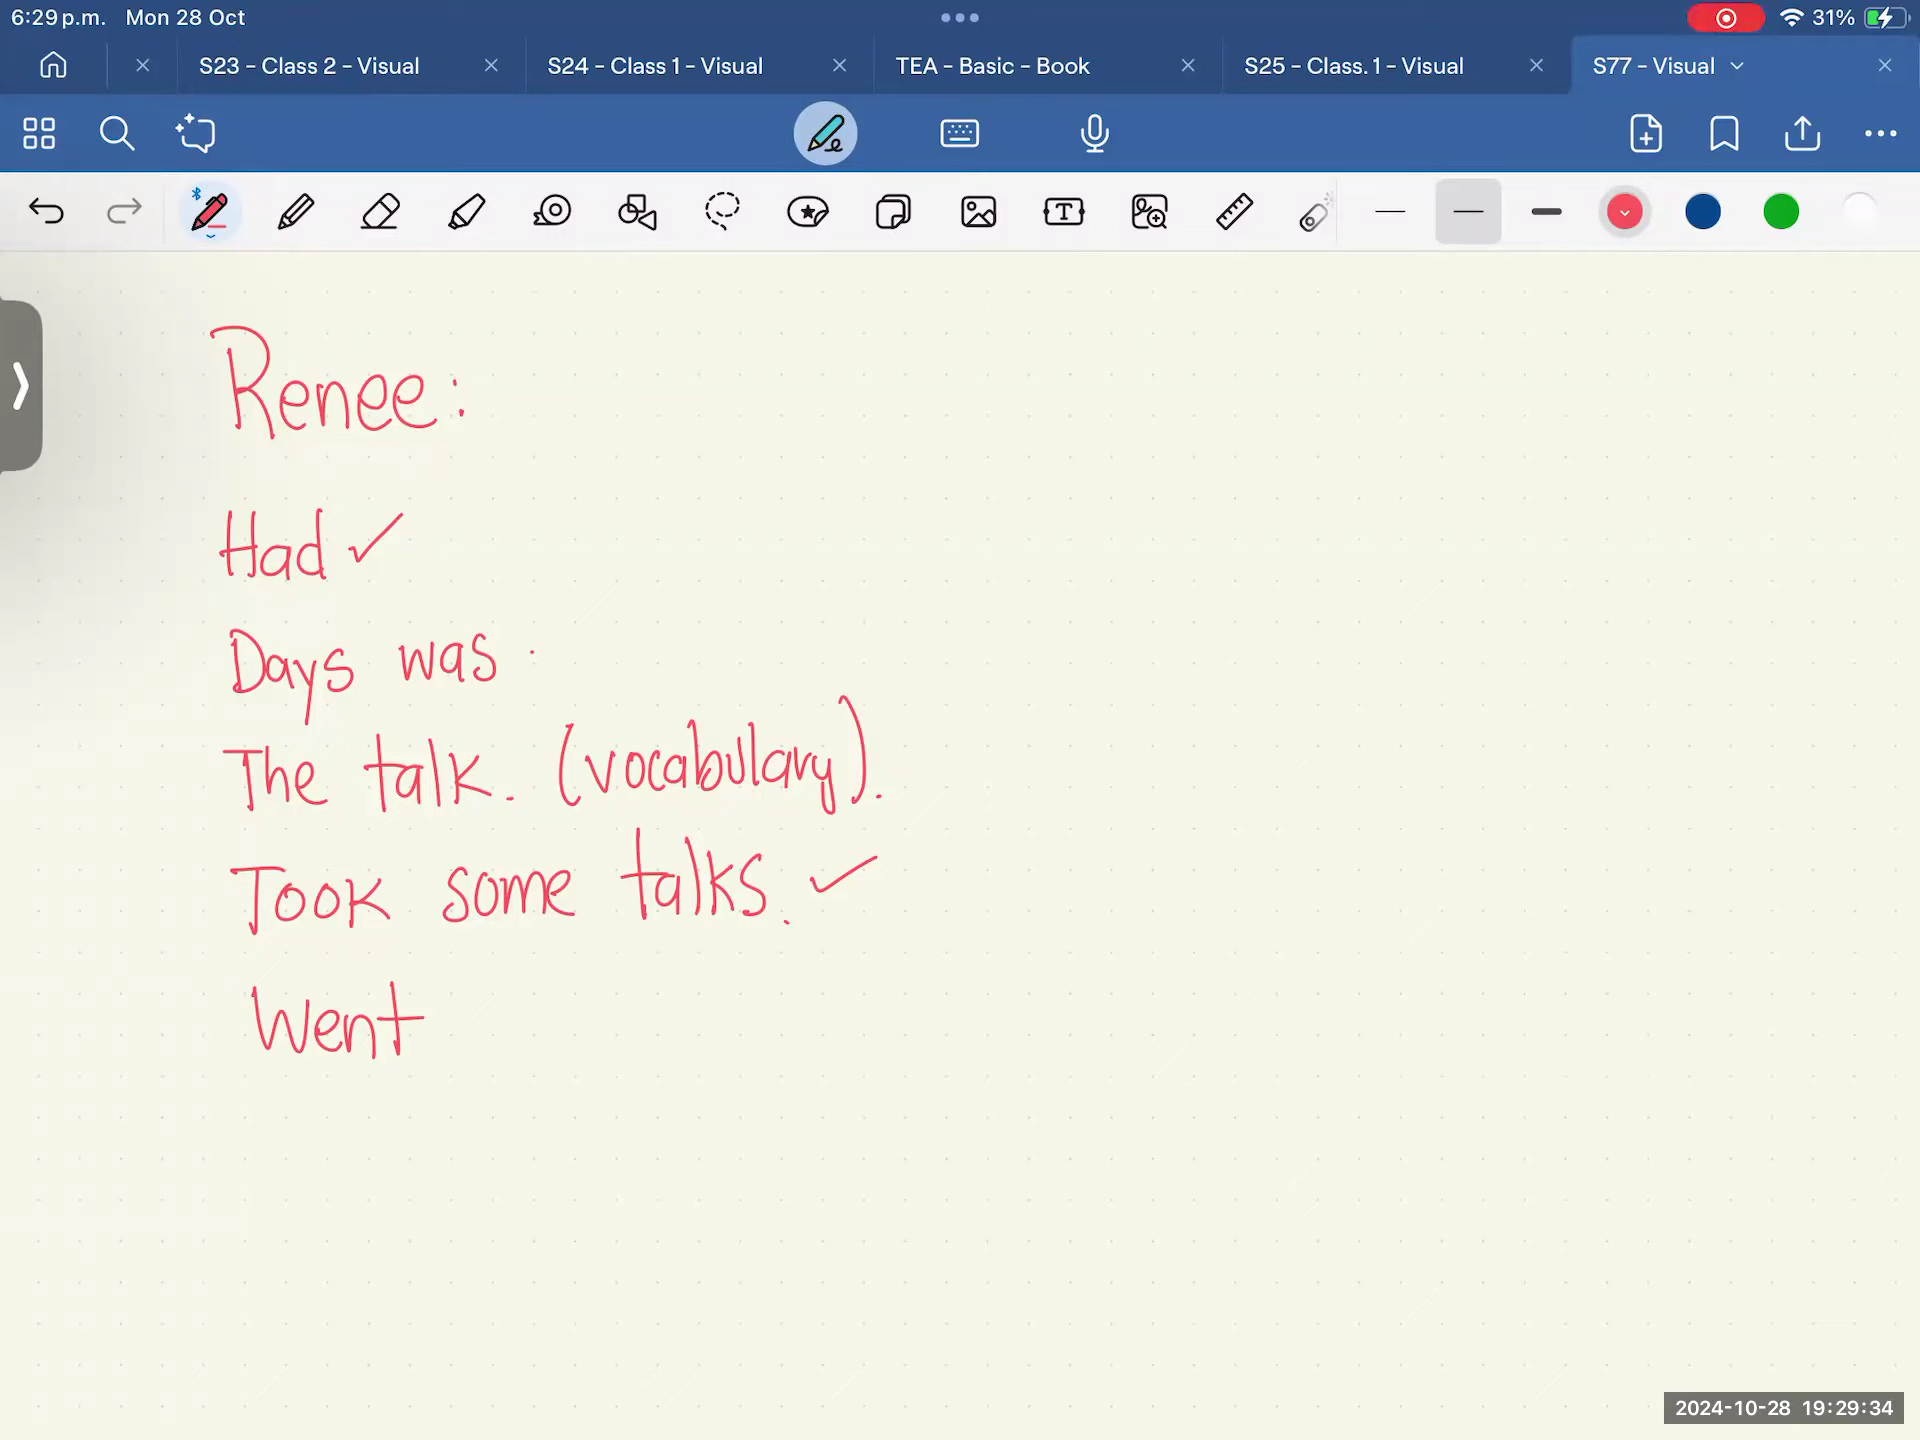 6:29 p.m. Mon 28 Oct 31%
S23 - Class 2 - Visual S24 - Class 1 - Visual TEA - Basic - Book S25 - Class. 1 - Visual S77 - Visual
Renee:
Had ✓
Days was .
The talk. (vocabulary).
Took some talks. ✓
Went
2024-10-28 19:29:34